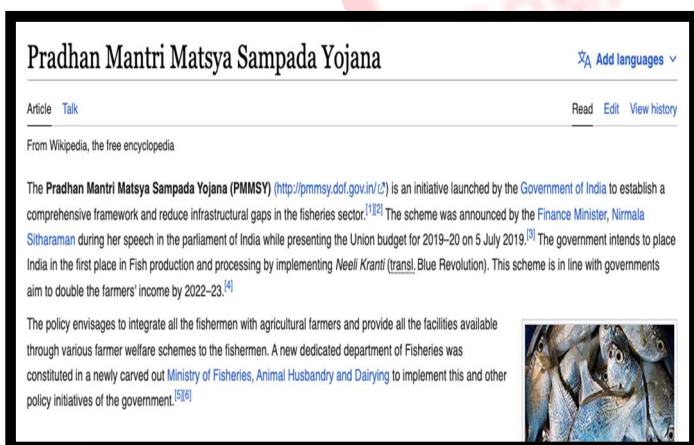 Pradhan Mantri Matsya Sampada Yojana
Add languages
Article Talk
Read Edit View history
From Wikipedia, the free encyclopedia
The Pradhan Mantri Matsya Sampada Yojana (PMMSY) (http://pmmsy.dof.gov.in/) is an initiative launched by the Government of India to establish a
comprehensive framework and reduce infrastructural gaps in the fisheries sector.[1][2] The scheme was announced by the Finance Minister, Nirmala
Sitharaman during her speech in the parliament of India while presenting the Union budget for 2019–20 on 5 July 2019.[3] The government intends to place
India in the first place in Fish production and processing by implementing Neeli Kranti (transl. Blue Revolution). This scheme is in line with governments
aim to double the farmers' income by 2022–23.[4]
The policy envisages to integrate all the fishermen with agricultural farmers and provide all the facilities available
through various farmer welfare schemes to the fishermen. A new dedicated department of Fisheries was
constituted in a newly carved out Ministry of Fisheries, Animal Husbandry and Dairying to implement this and other
policy initiatives of the government.[5][6]